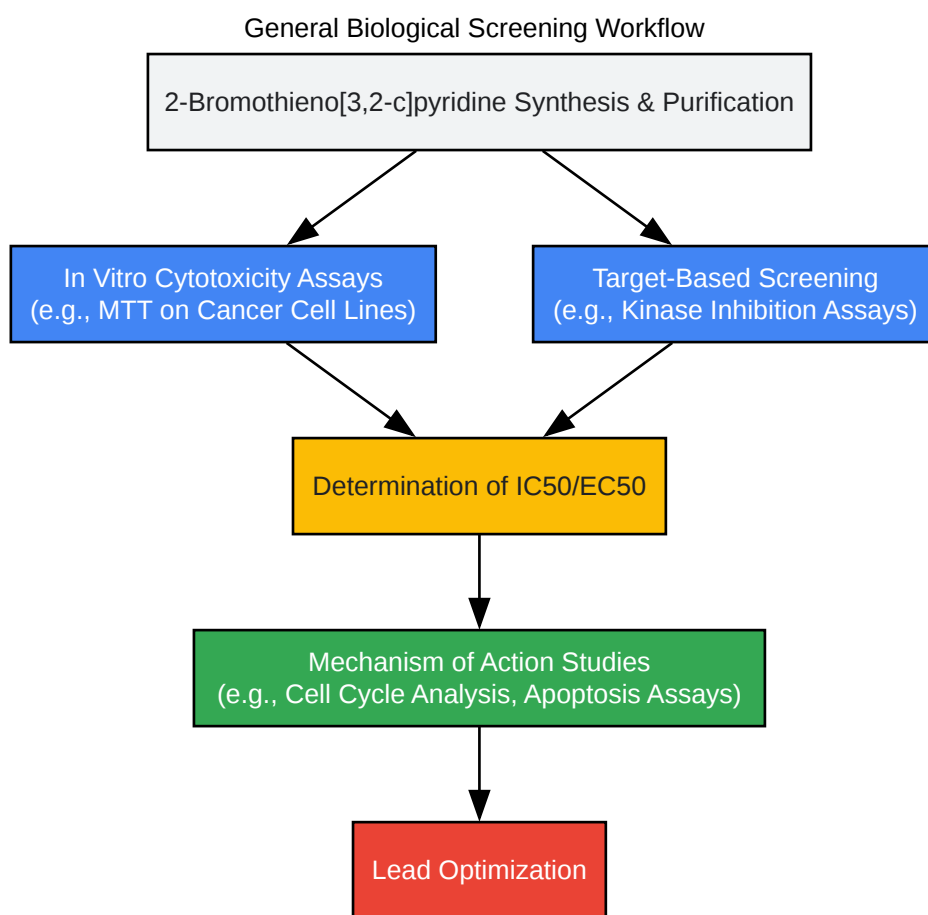 General Biological Screening Workflow
2-Bromothieno[3,2-c]pyridine Synthesis & Purification
In Vitro Cytotoxicity Assays
(e.g., MTT on Cancer Cell Lines)
Target-Based Screening
(e.g., Kinase Inhibition Assays)
Determination of IC50/EC50
Mechanism of Action Studies
(e.g., Cell Cycle Analysis, Apoptosis Assays)
Lead Optimization